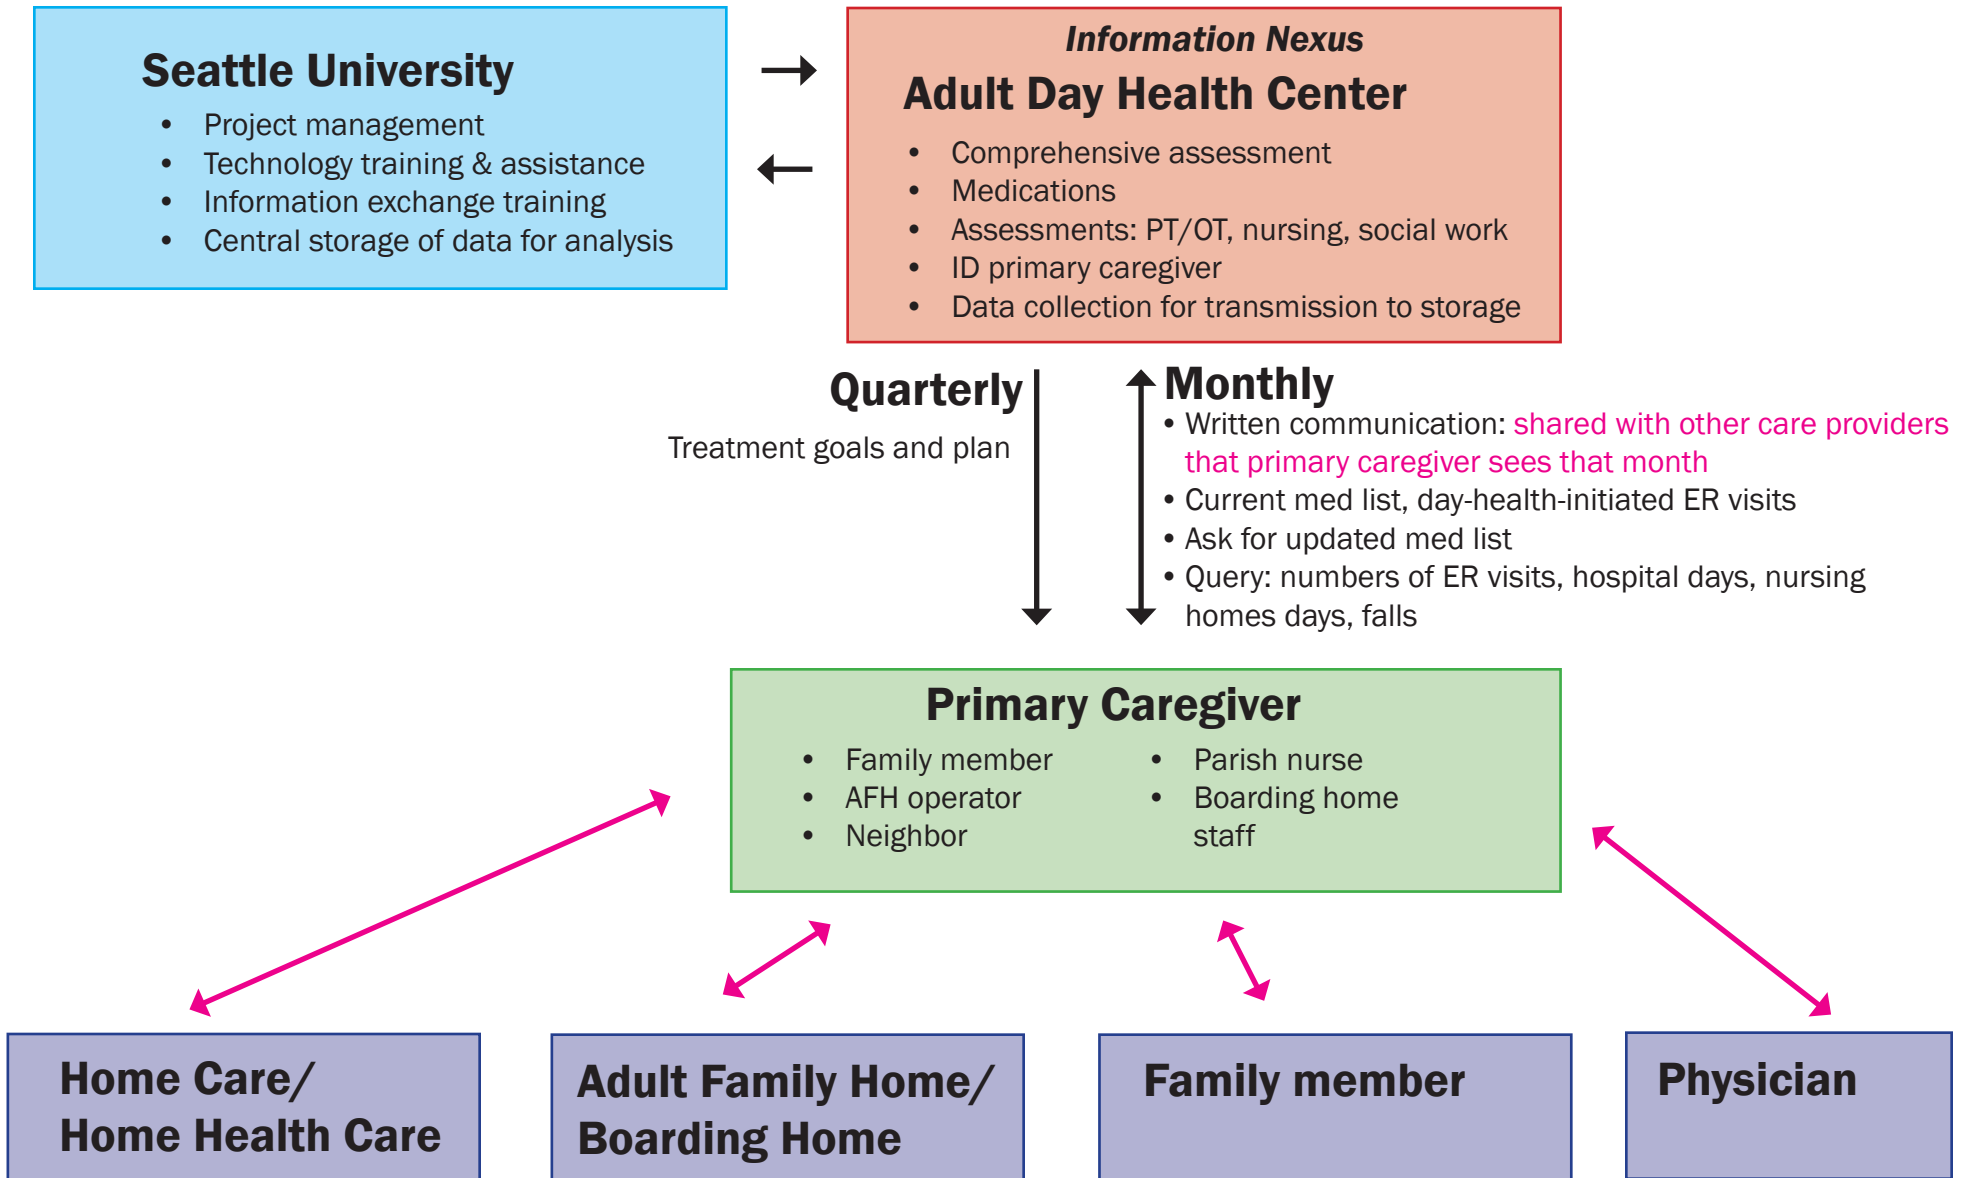 Seattle University
• Project management
• Technology training & assistance
• Information exchange training
• Central storage of data for analysis
Information Nexus
Adult Day Health Center
• Comprehensive assessment
• Medications
• Assessments: PT/OT, nursing, social work
• ID primary caregiver
• Data collection for transmission to storage
Quarterly
Treatment goals and plan
Monthly
• Written communication: shared with other care providers
that primary caregiver sees that month
• Current med list, day-health-initiated ER visits
• Ask for updated med list
• Query: numbers of ER visits, hospital days, nursing
homes days, falls
Primary Caregiver
• Family member
• AFH operator
• Neighbor
• Parish nurse
• Boarding home
staff
Home Care/
Home Health Care
Adult Family Home/
Boarding Home
Family member
Physician